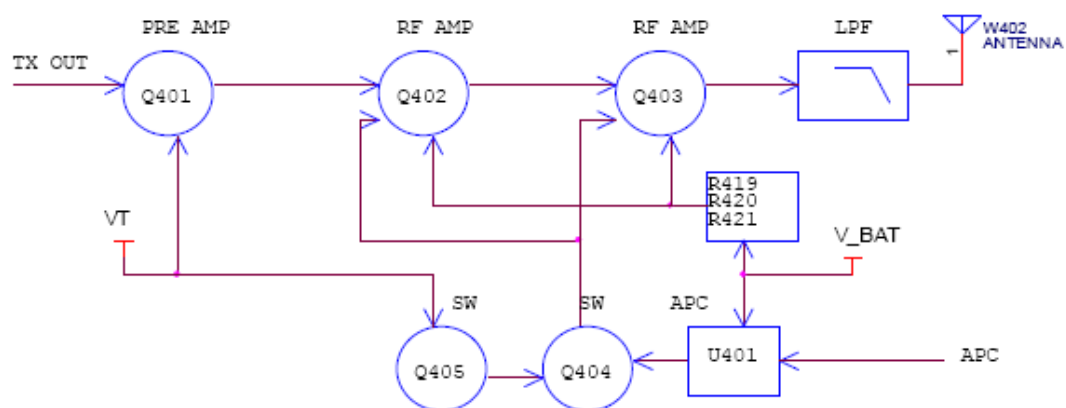 PRE AMP
RF AMP
RF AMP
LPF
W402
ANTENNA
1
TX OUT
Q401
Q402
Q403
R419
R420
R421
VT
V_BAT
SW
SW
APC
Q405
Q404
U401
APC